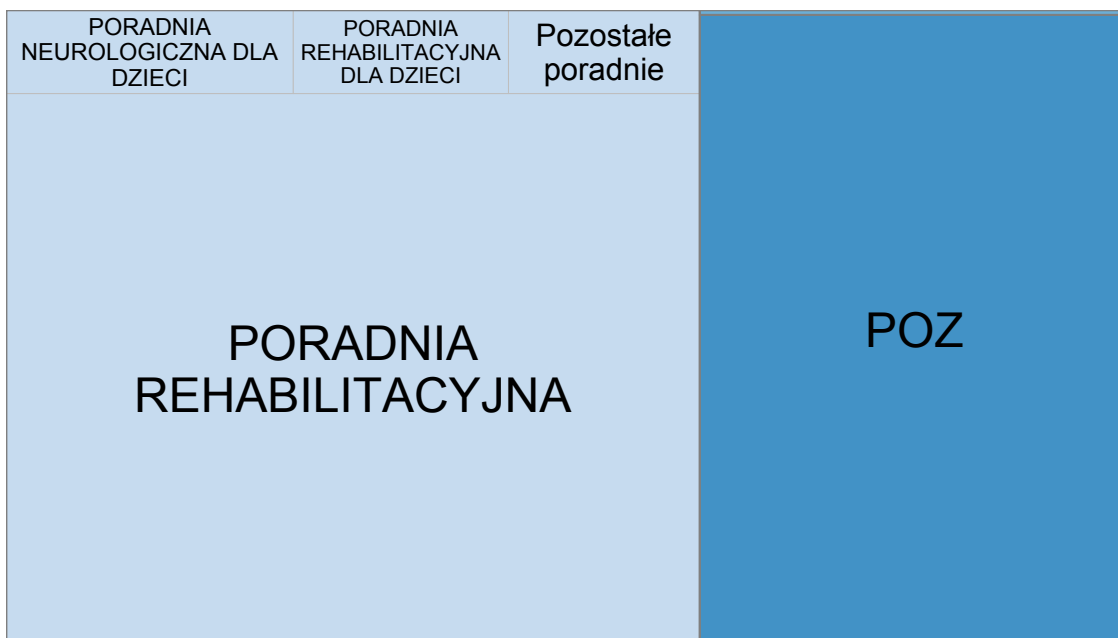 PORADNIA
NEUROLOGICZNA DLA
DZIECI
PORADNIA
REHABILITACYJNA
DLA DZIECI
Pozostałe
poradnie
PORADNIA
REHABILITACYJNA
POZ